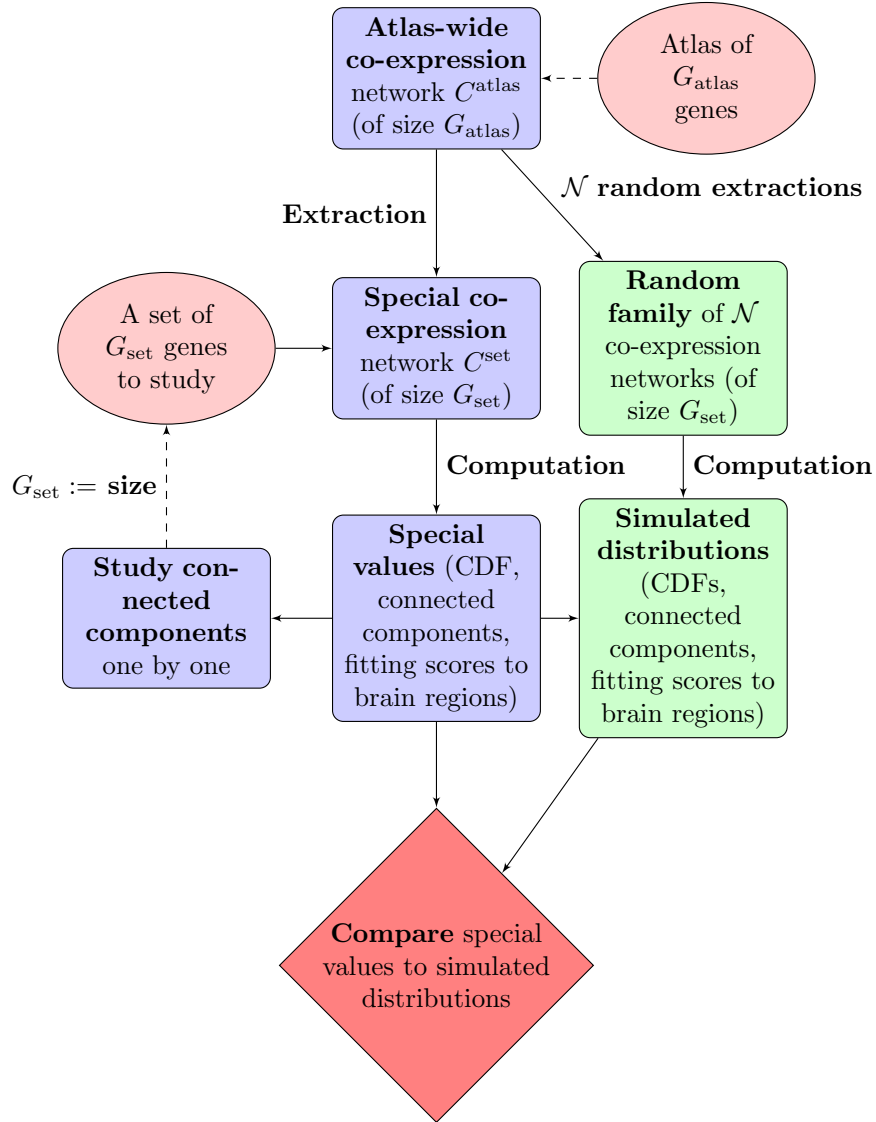 Atlas-wide
co-expression
network C^atlas
(of size G_atlas)
Atlas of
G_atlas
genes
𝒩 random extractions
Extraction
A set of
G_set genes
to study
Special co-
expression
network C^set
(of size G_set)
Random
family of 𝒩
co-expression
networks (of
size G_set)
Computation
Computation
G_set := size
Study con-
nected
components
one by one
Special
values (CDF,
connected
components,
fitting scores to
brain regions)
Simulated
distributions
(CDFs,
connected
components,
fitting scores to
brain regions)
Compare special
values to simulated
distributions